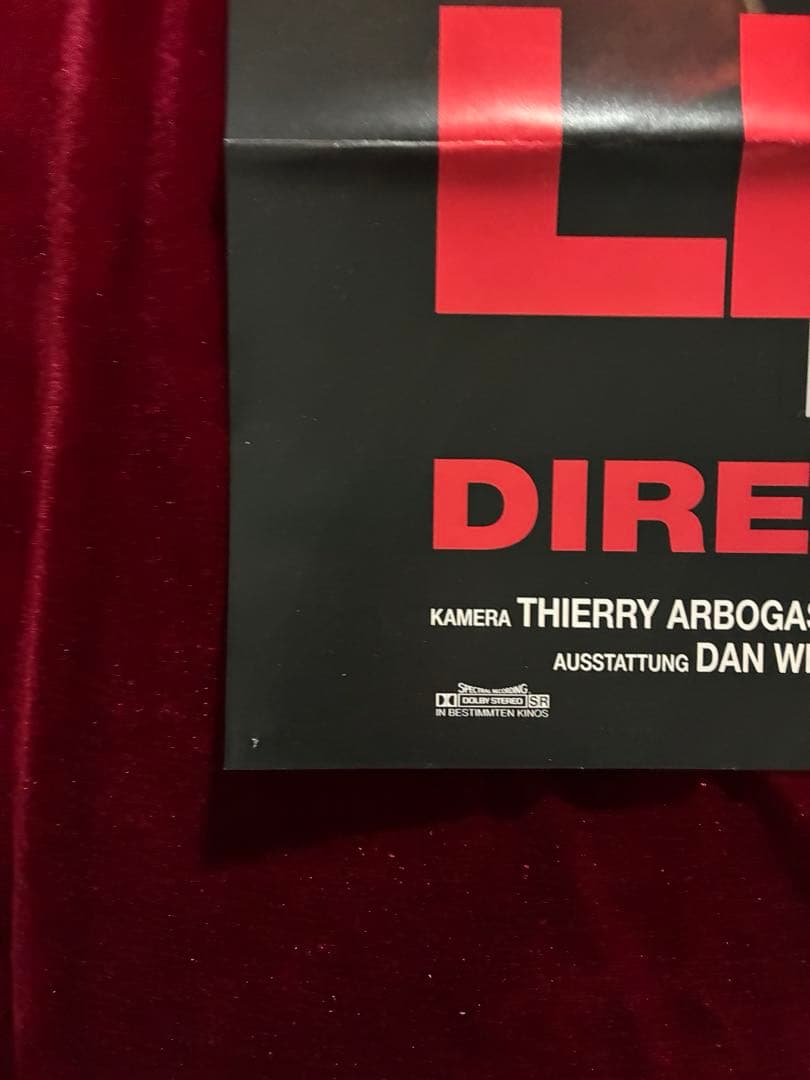 L
DIRE
KAMERA THIERRY ARBOGAS
AUSSTATTUNG DAN W
SPECTRAL RECORDING
DOLBY STEREO SR
IN BESTIMMTEN KINOS